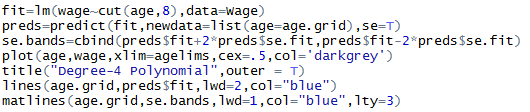 fit=lm(wage~cut(age,8),data=Wage)
preds=predict(fit,newdata=list(age=age.grid),se=T)
se.bands=cbind(preds$fit+2*preds$se.fit,preds$fit-2*preds$se.fit)
plot(age,wage,xlim=agelims,cex=.5,col='darkgrey')
title("Degree-4 Polynomial",outer = T)
lines(age.grid,preds$fit,lwd=2,col="blue")
matlines(age.grid,se.bands,lwd=1,col="blue",lty=3)